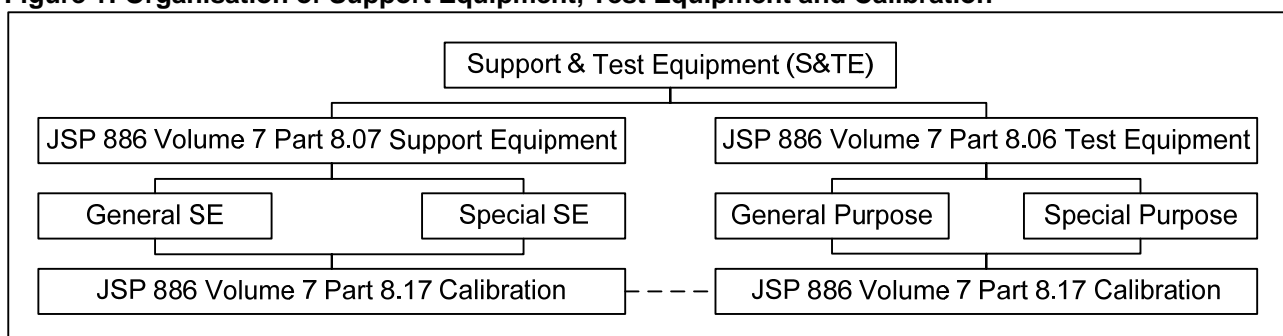 Figure 1: Organisation of Support Equipment, Test Equipment and Calibration
Support & Test Equipment (S&TE)
JSP 886 Volume 7 Part 8.07 Support Equipment
JSP 886 Volume 7 Part 8.06 Test Equipment
General SE
Special SE
General Purpose
Special Purpose
JSP 886 Volume 7 Part 8.17 Calibration
JSP 886 Volume 7 Part 8.17 Calibration